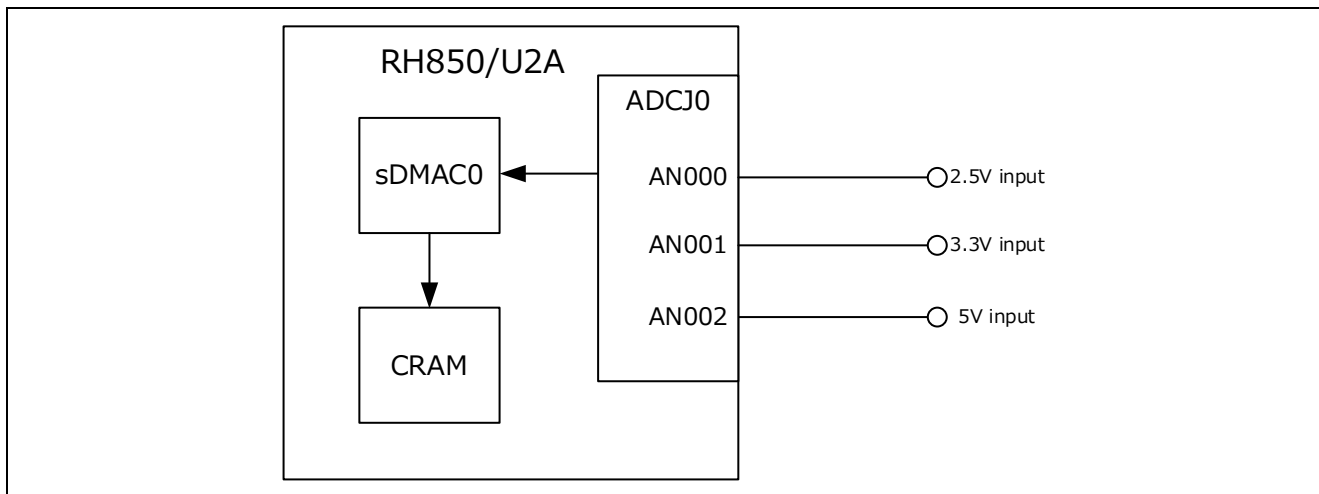 RH850/U2A
ADCJ0
sDMAC0
AN000
2.5V input
AN001
3.3V input
AN002
5V input
CRAM